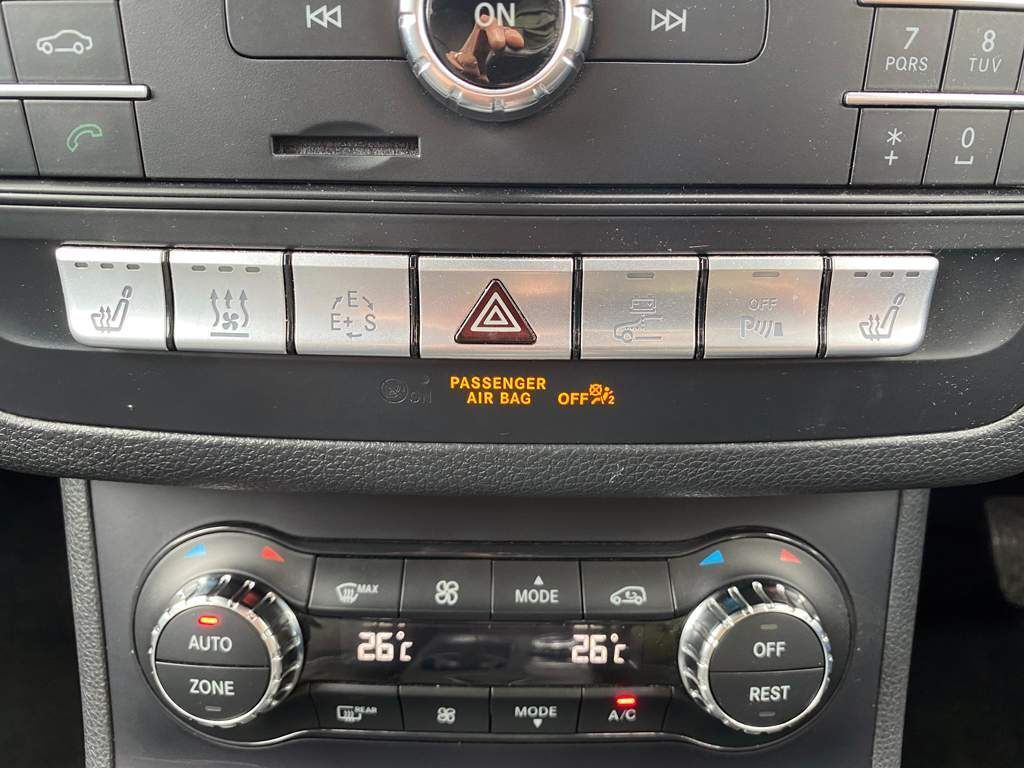 ON
7
PQRS
8
TUV
*
+
0
E
E+ S
OFF
P
ON
PASSENGER
AIR BAG
OFF
2
MAX
MODE
AUTO
ZONE
26°C
26°C
OFF
REST
REAR
MODE
A/C